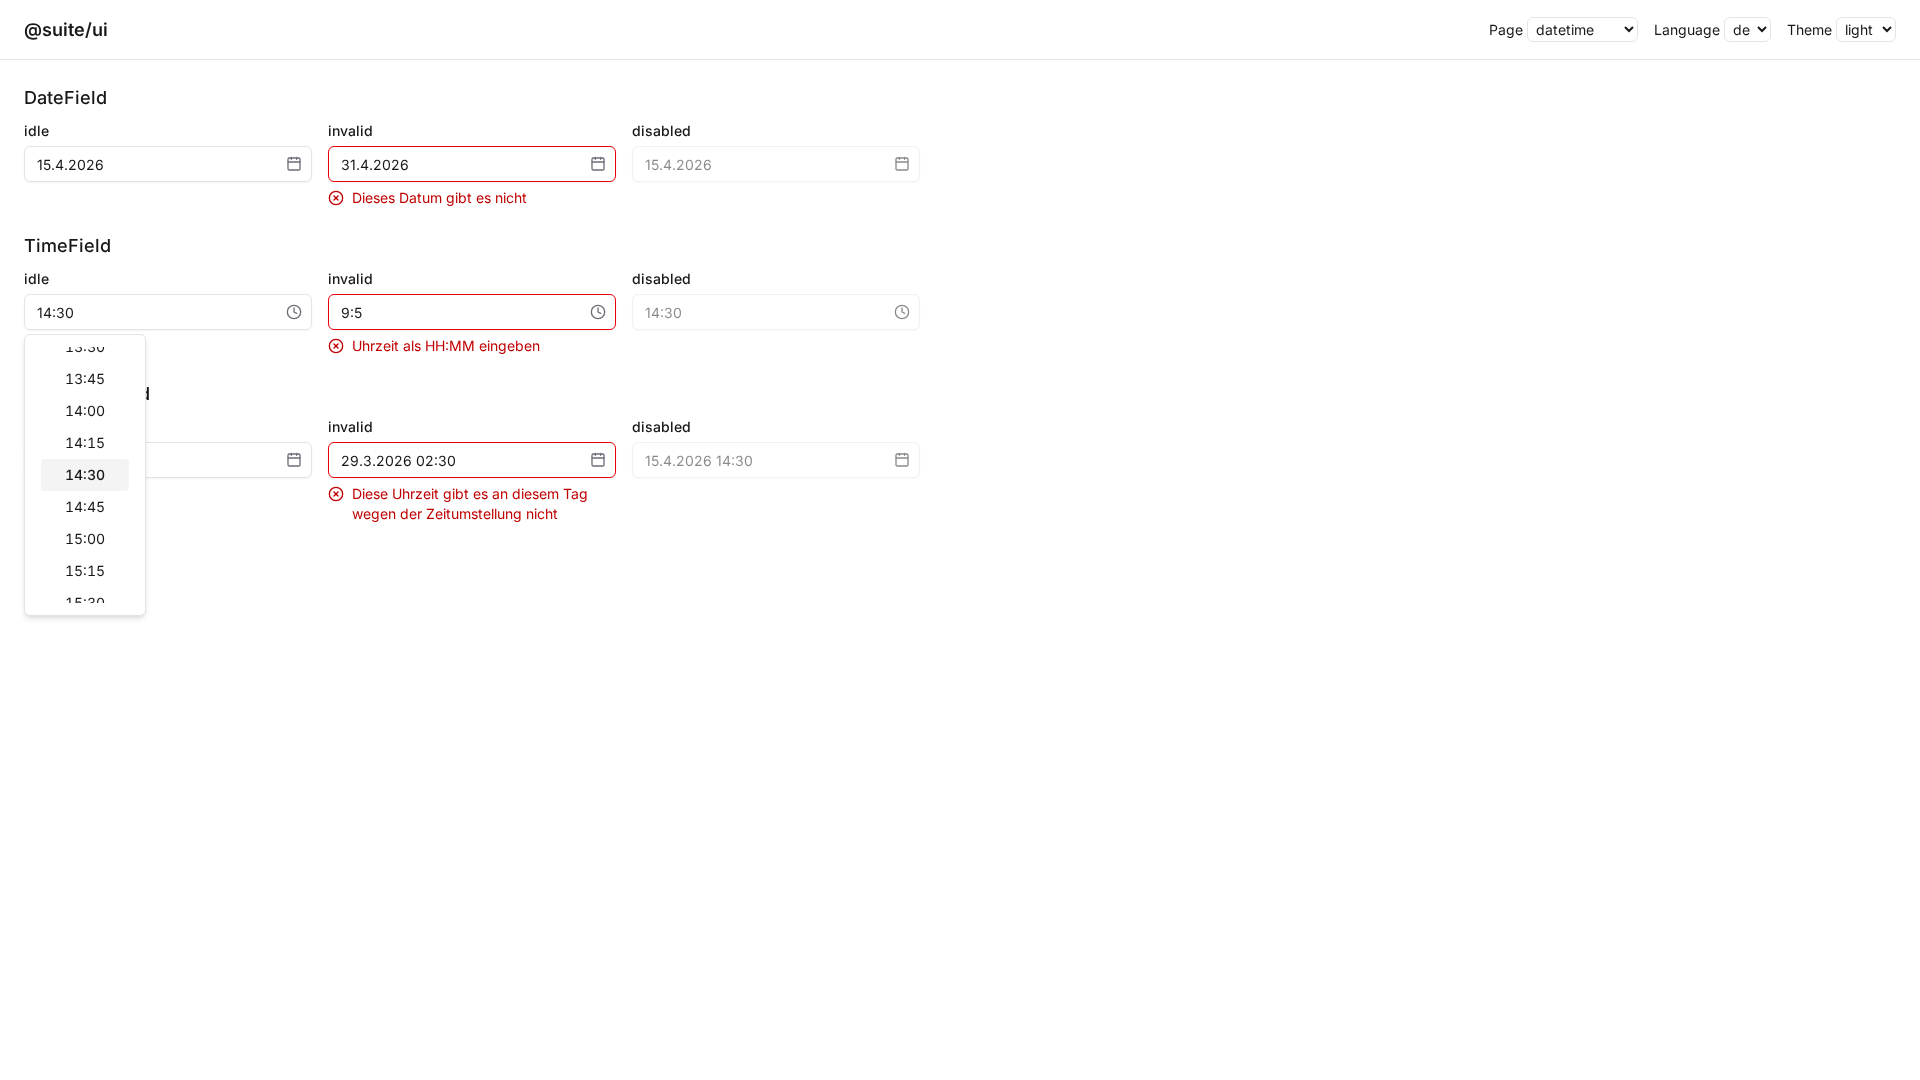 @suite/ui
Page datetime Language de Theme light
DateField
idle invalid disabled
15.4.2026 31.4.2026 15.4.2026
Dieses Datum gibt es nicht
TimeField
idle invalid disabled
14:30 9:5 14:30
Uhrzeit als HH:MM eingeben
13:45
14:00
14:15
14:30
14:45
15:00
15:15
invalid disabled
29.3.2026 02:30 15.4.2026 14:30
Diese Uhrzeit gibt es an diesem Tag
wegen der Zeitumstellung nicht